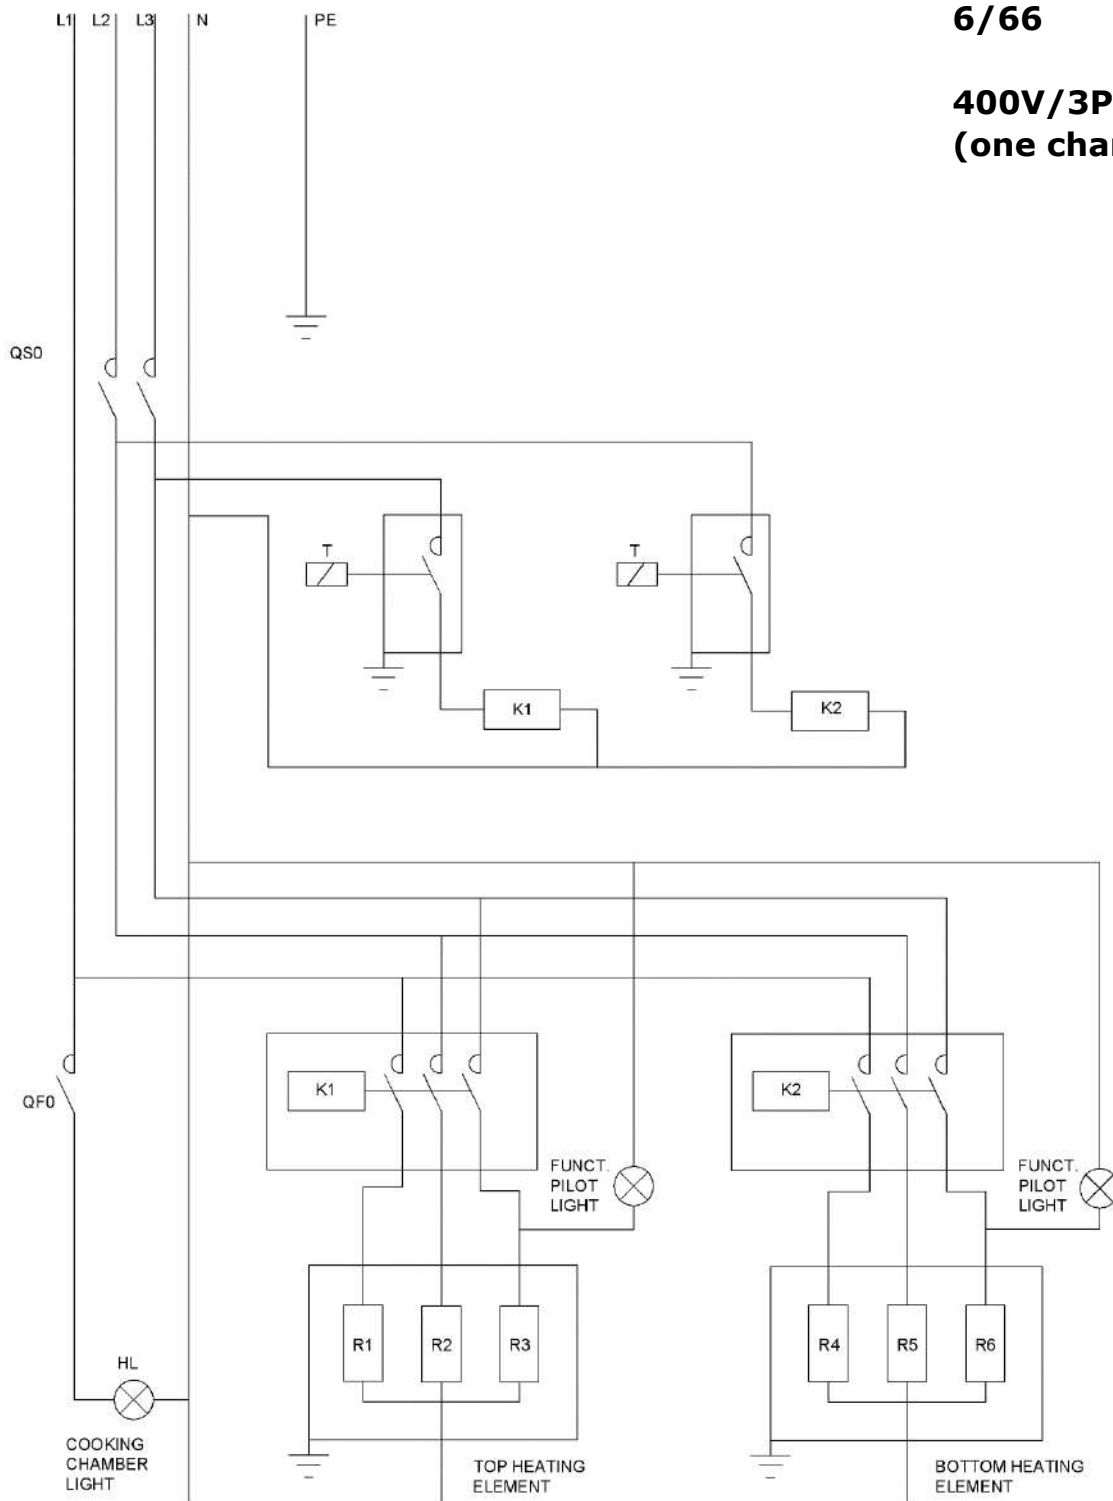 L1
L2
L3
N
PE
6/66
400V/3P
(one
QS0
T
T
K1
K2
K1
K2
QF0
FUNCT.
PILOT
LIGHT
FUNCT.
PILOT
LIGHT
R1
R2
R3
R4
R5
R6
HL
COOKING
CHAMBER
LIGHT
TOP HEATING
ELEMENT
BOTTOM HEATING
ELEMENT